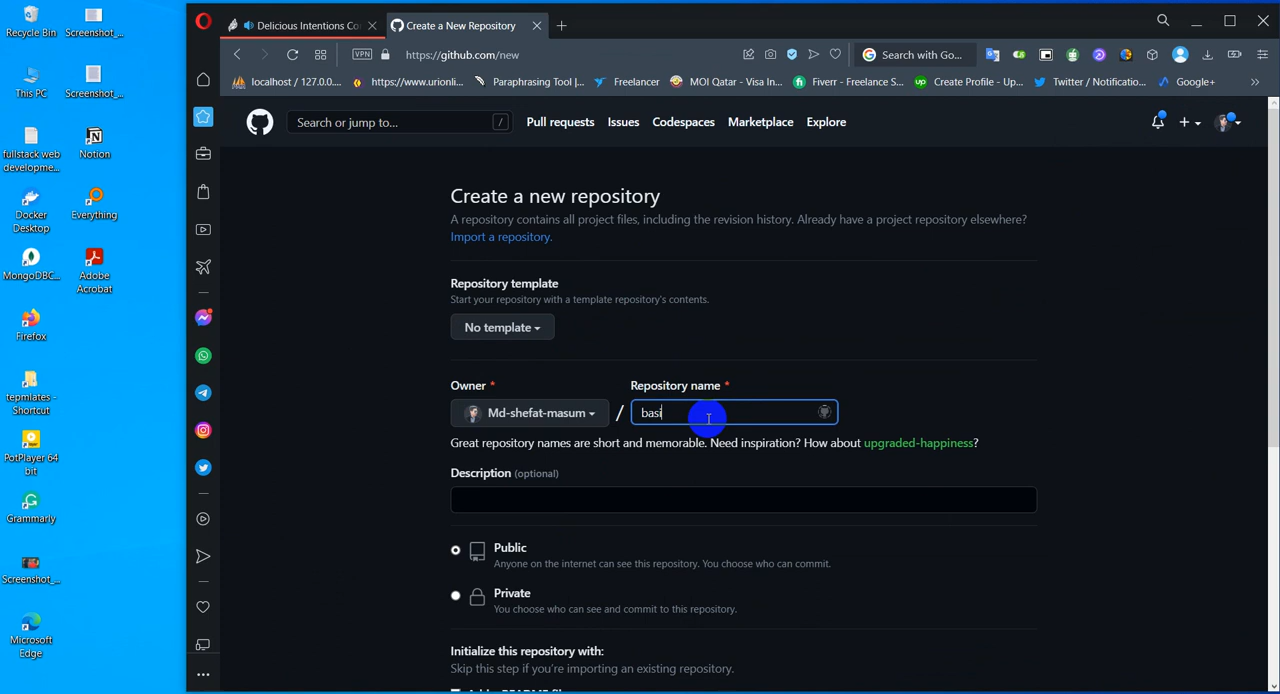 Recycle Bin
Screenshot_...
This PC
Screenshot_...
fullstack web
developme...
Notion
Docker
Desktop
Everything
MongoDBC...
Adobe
Acrobat
Firefox
tepmlates -
Shortcut
PotPlayer 64
bit
Grammarly
Screenshot_...
Microsoft
Edge
Delicious Intentions Co
Create a New Repository
VPN
https://github.com/new
Search with Go...
localhost / 127.0.0....
https://www.urionli...
Paraphrasing Tool |...
Freelancer
MOI Qatar - Visa In...
Fiverr - Freelance S...
up Create Profile - Up...
Twitter / Notificatio...
Google+
Search or jump to...
/
Pull requests
Issues
Codespaces
Marketplace
Explore
Create a new repository
A repository contains all project files, including the revision history. Already have a project repository elsewhere?
Import a repository.
Repository template
Start your repository with a template repository's contents.
No template
Owner *
Repository name *
Md-shefat-masum
/
basi
Great repository names are short and memorable. Need inspiration? How about upgraded-happiness?
Description (optional)
Public
Anyone on the internet can see this repository. You choose who can commit.
Private
You choose who can see and commit to this repository.
Initialize this repository with:
Skip this step if you're importing an existing repository.
Add a README file